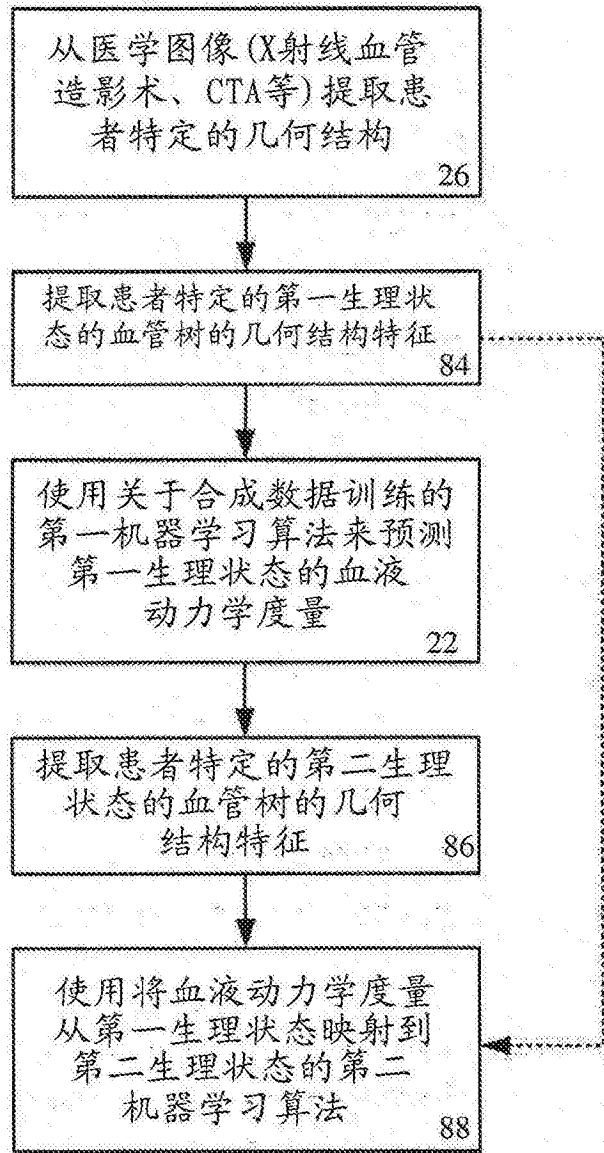 从医学图像(X射线血管
造影术、CTA等)提取患
者特定的几何结构
26
提取患者特定的第一生理状
态的血管树的几何结构特征
84
使用关于合成数据训练的
第一机器学习算法来预测
第一生理状态的血液
动力学度量
22
提取患者特定的第二生理
状态的血管树的几何
结构特征
86
使用将血液动力学度量
从第一生理状态映射到
第二生理状态的第二
机器学习算法
88